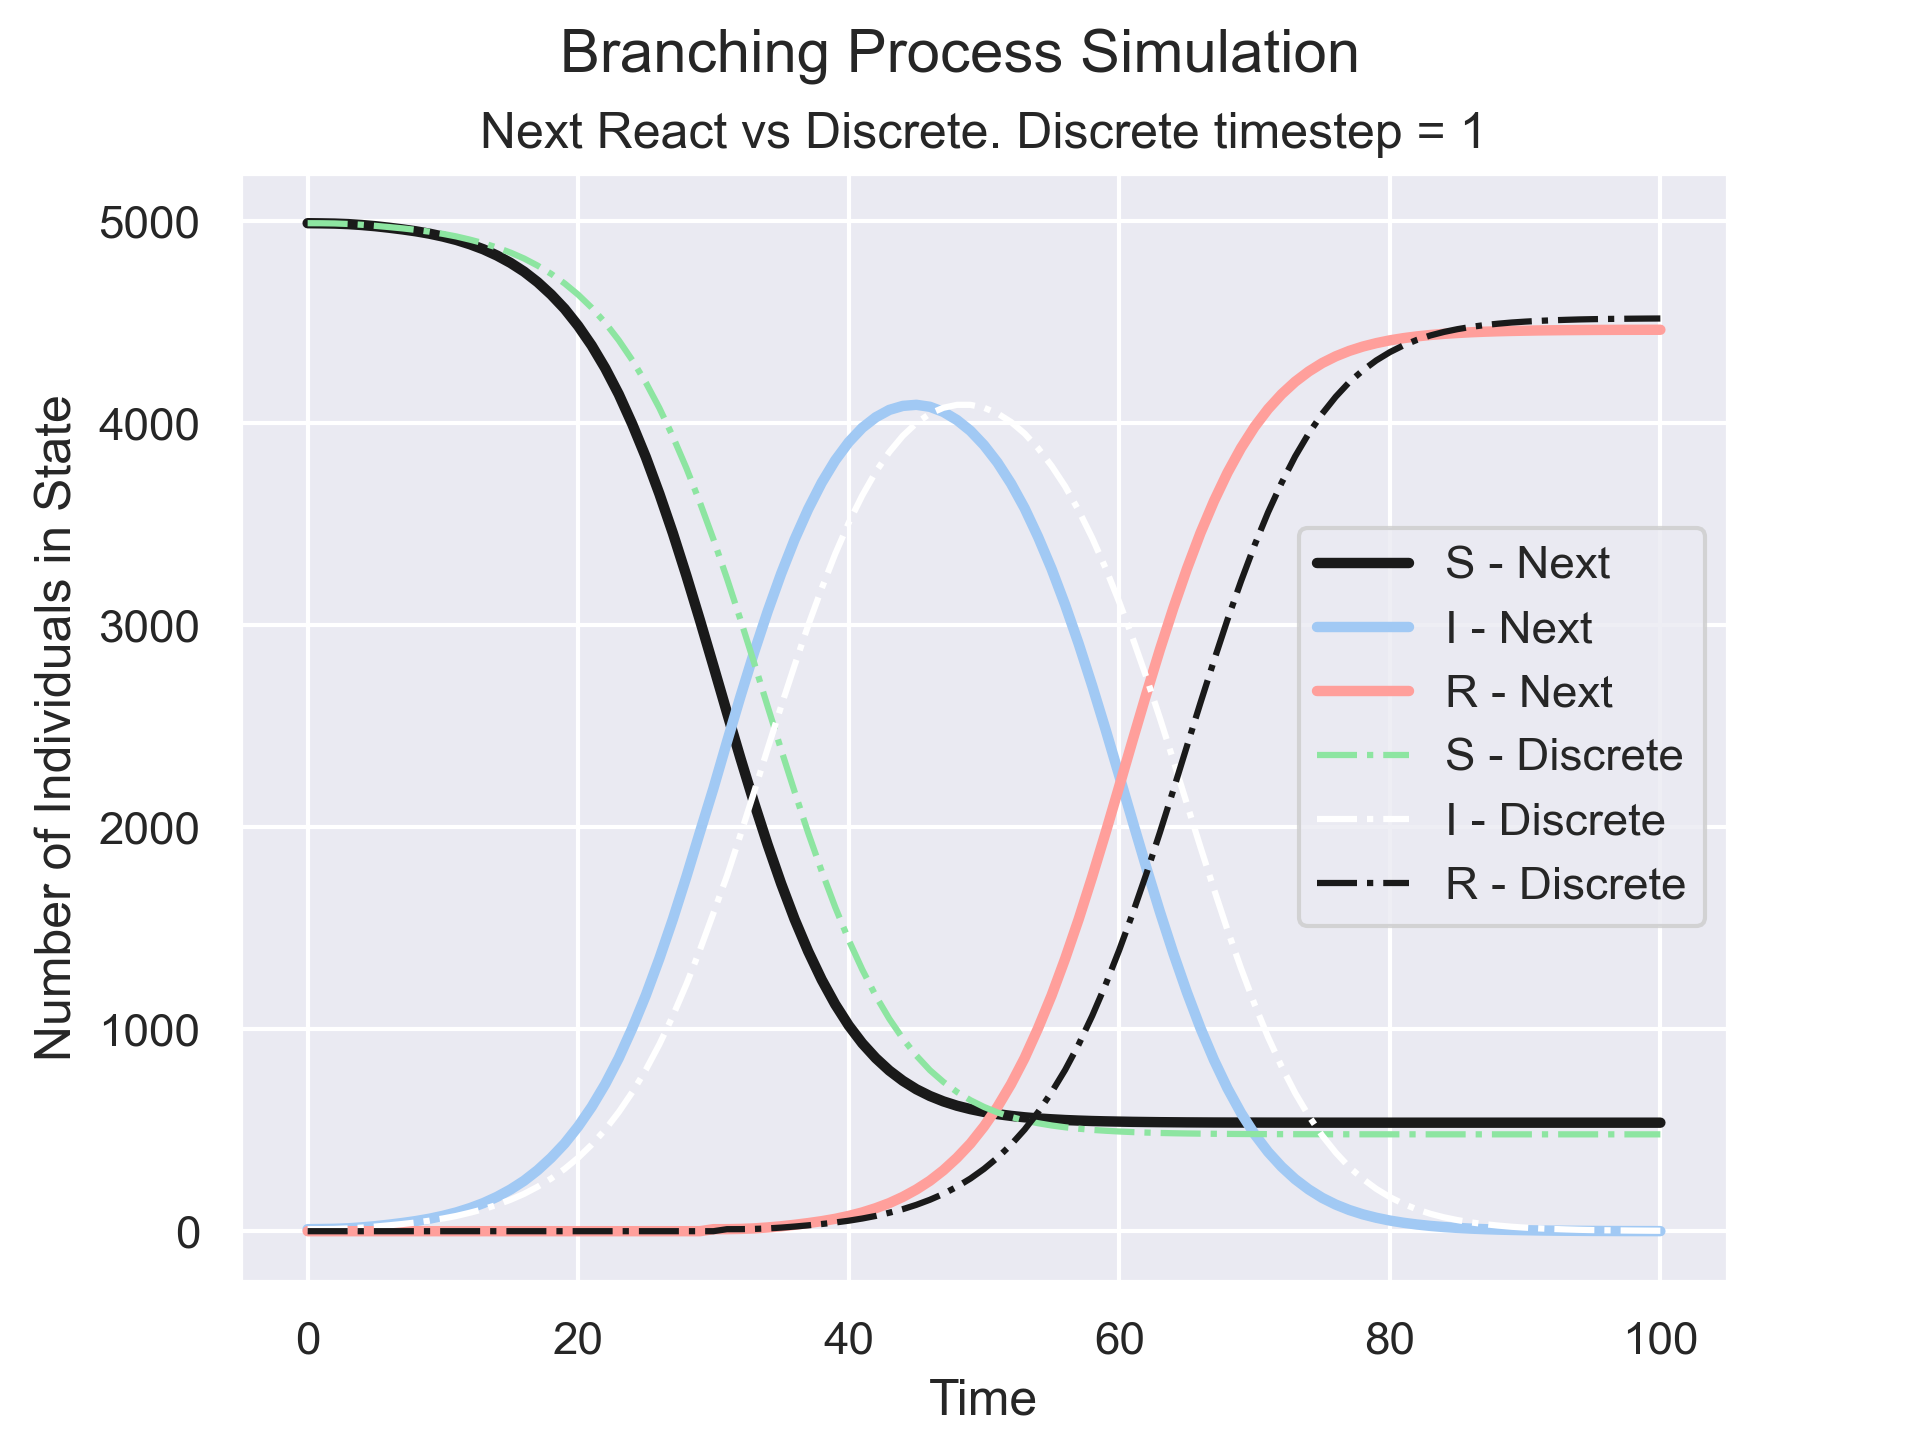 Branching Process Simulation
Next React vs Discrete. Discrete timestep = 1
Number of Individuals in State
5000
4000
3000
2000
1000
0
0 20 40 60 80 100
Time
S - Next
I - Next
R - Next
S - Discrete
I - Discrete
R - Discrete